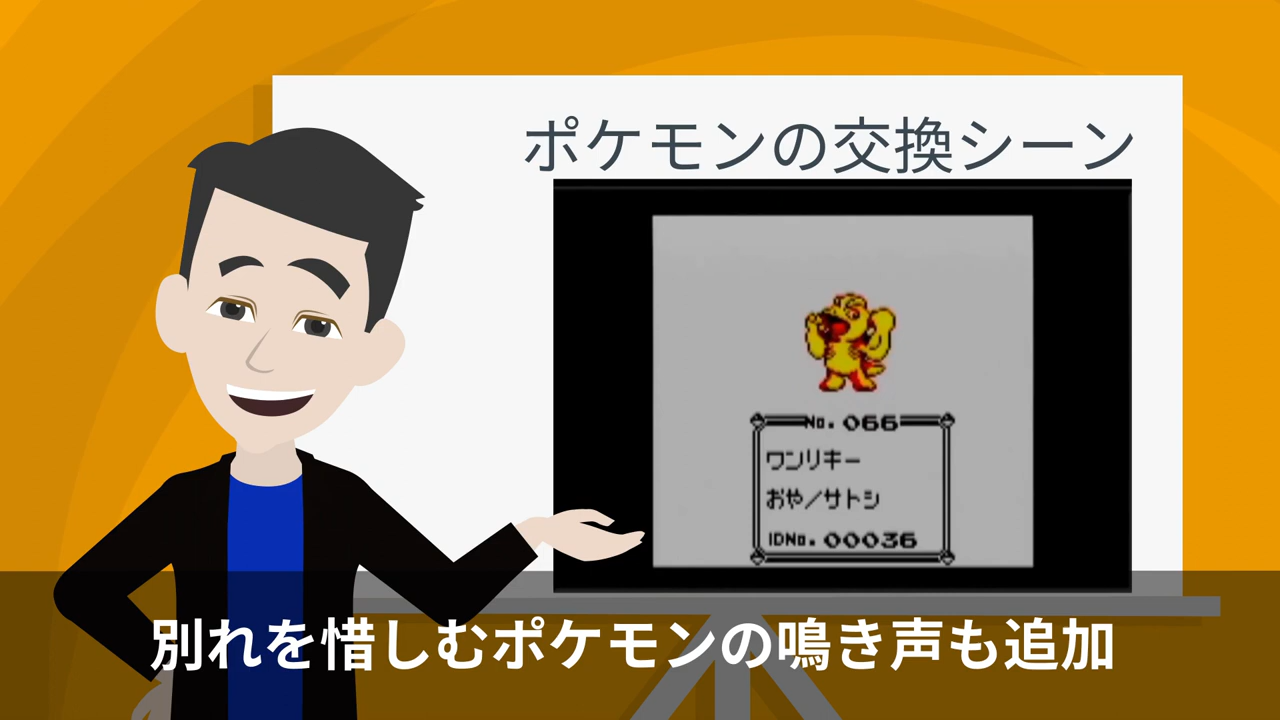 ポケモンの交換シーン
No. 066
ワンリキー
おや/サトシ
IDNo. 00036
別れを惜しむポケモンの鳴き声も追加